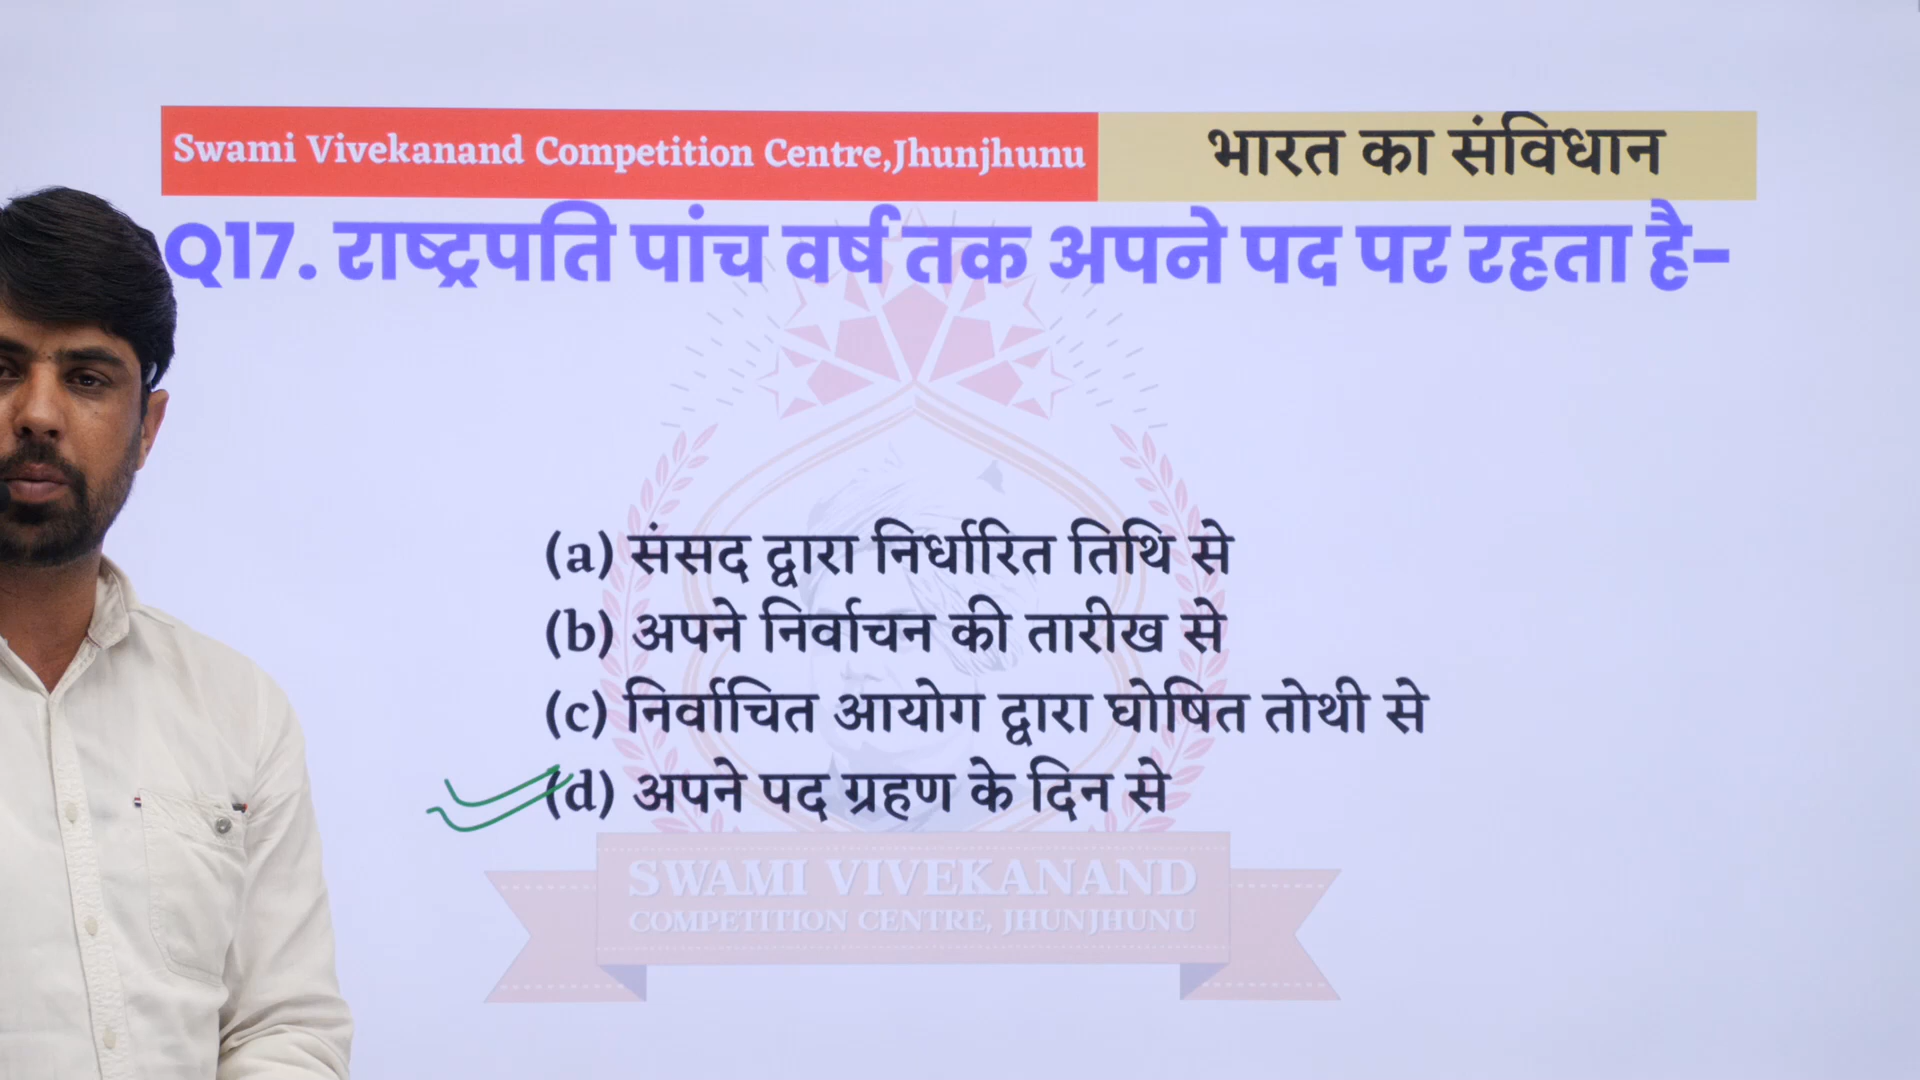 Swami Vivekanand Competition Centre,Jhunjhunu
भारत का संविधान
Q17. राष्ट्रपति पांच वर्ष तक अपने पद पर रहता है-
(a) संसद द्वारा निर्धारित तिथि से
(b) अपने निर्वाचन की तारीख से
(c) निर्वाचित आयोग द्वारा घोषित तोथी से
(d) अपने पद ग्रहण के दिन से
SWAMI VIVEKANAND
COMPETITION CENTRE, JHUNJHUNU